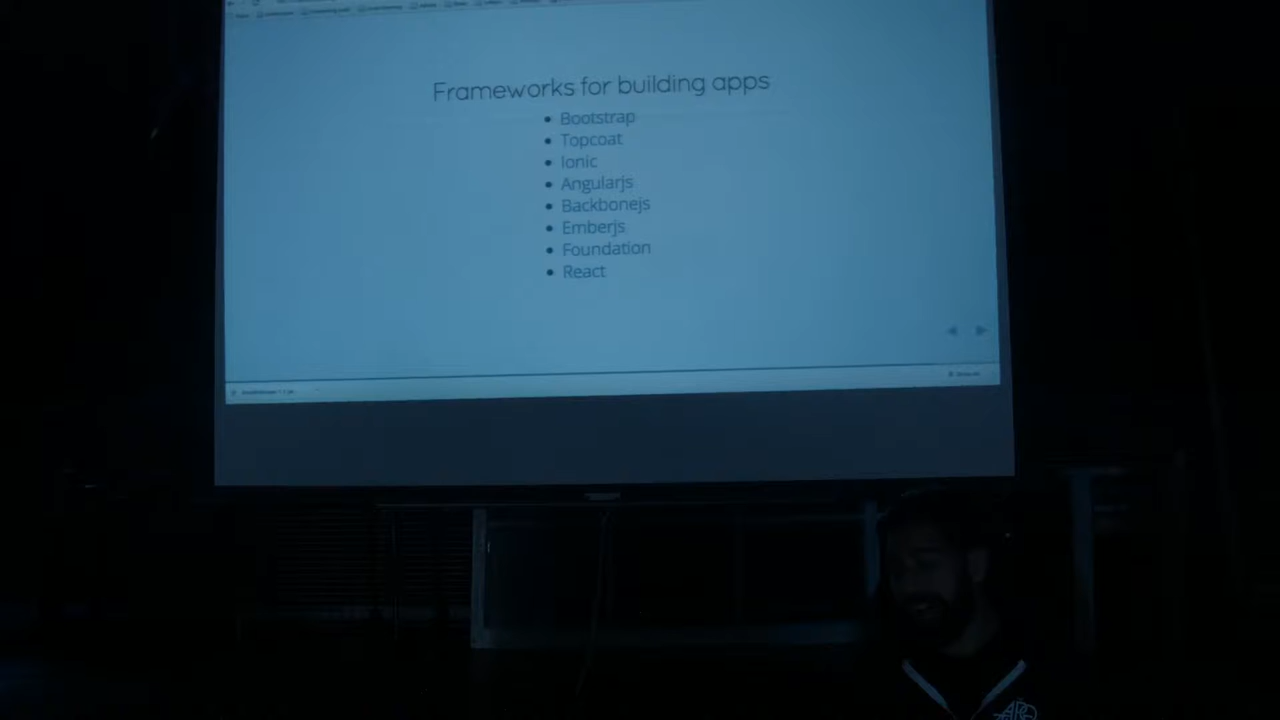 Frameworks for building apps
Bootstrap
Topcoat
Ionic
Angularjs
Backbonejs
Emberjs
Foundation
React